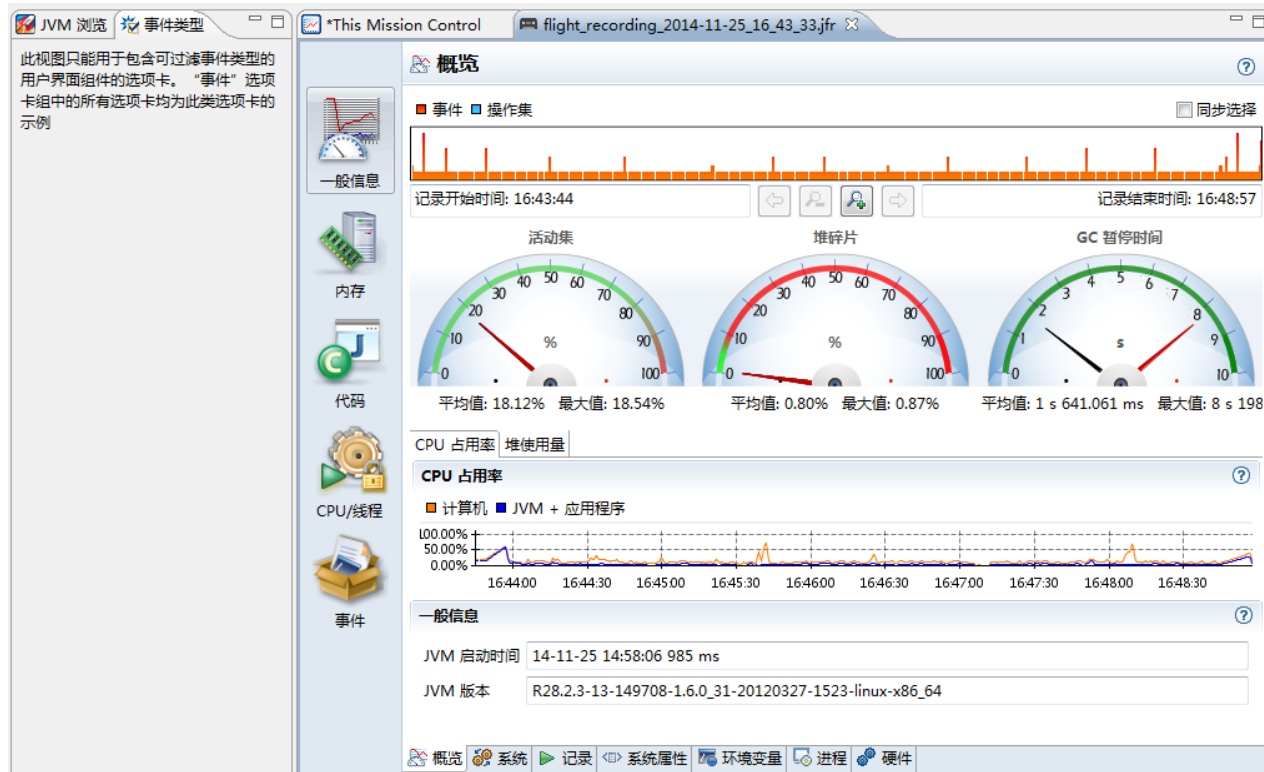 JVM 浏览 事件类型
此视图只能用于包含可过滤事件类型的
用户界面组件的选项卡。“事件”选项
卡组中的所有选项卡均为此类选项卡的
示例
*This Mission Control flight_recording_2014-11-25_16_43_33.jfr
概览
事件 操作集 同步选择
记录开始时间: 16:43:44 记录结束时间: 16:48:57
一般信息
内存
代码
CPU/线程
事件
活动集 堆碎片 GC 暂停时间
0 10 20 30 40 50 60 70 80 90 100
%
0 10 20 30 40 50 60 70 80 90 100
%
0 1 2 3 4 5 6 7 8 9 10
s
平均值: 18.12% 最大值: 18.54% 平均值: 0.80% 最大值: 0.87% 平均值: 1 s 641.061 ms 最大值: 8 s 198
CPU 占用率 堆使用量
CPU 占用率
计算机 JVM + 应用程序
100.00%
50.00%
0.00%
16:44:00 16:44:30 16:45:00 16:45:30 16:46:00 16:46:30 16:47:00 16:47:30 16:48:00 16:48:30
一般信息
JVM 启动时间 14-11-25 14:58:06 985 ms
JVM 版本 R28.2.3-13-149708-1.6.0_31-20120327-1523-linux-x86_64
概览 系统 记录 系统属性 环境变量 进程 硬件